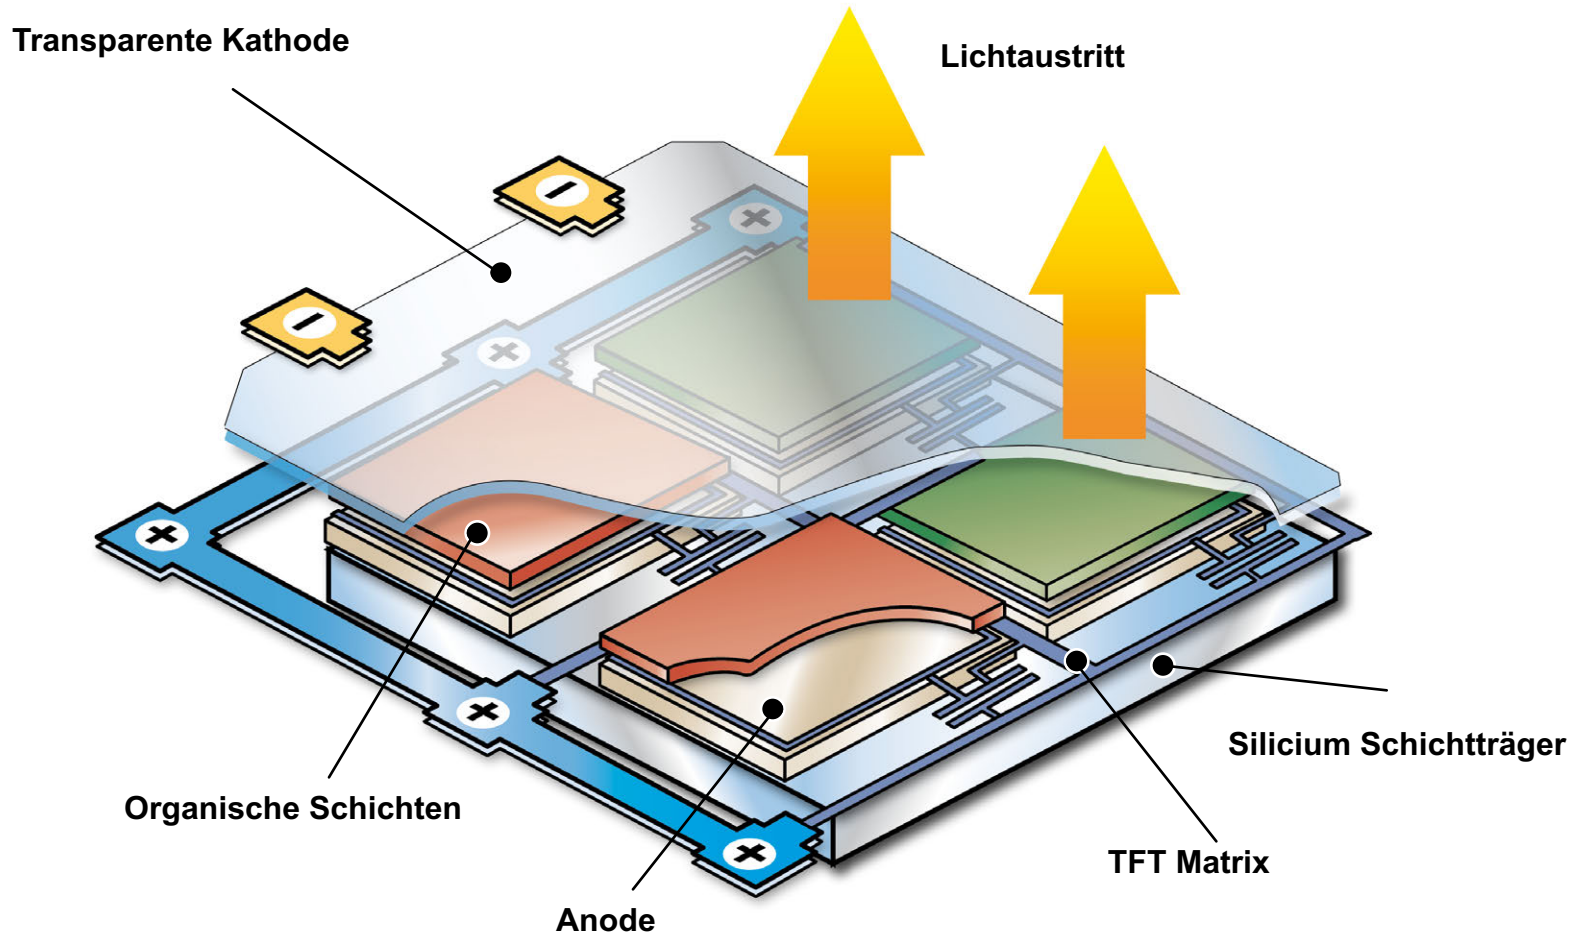 Transparente Kathode
Lichtaustritt
Silicium Schichtträger
Organische Schichten
TFT Matrix
Anode